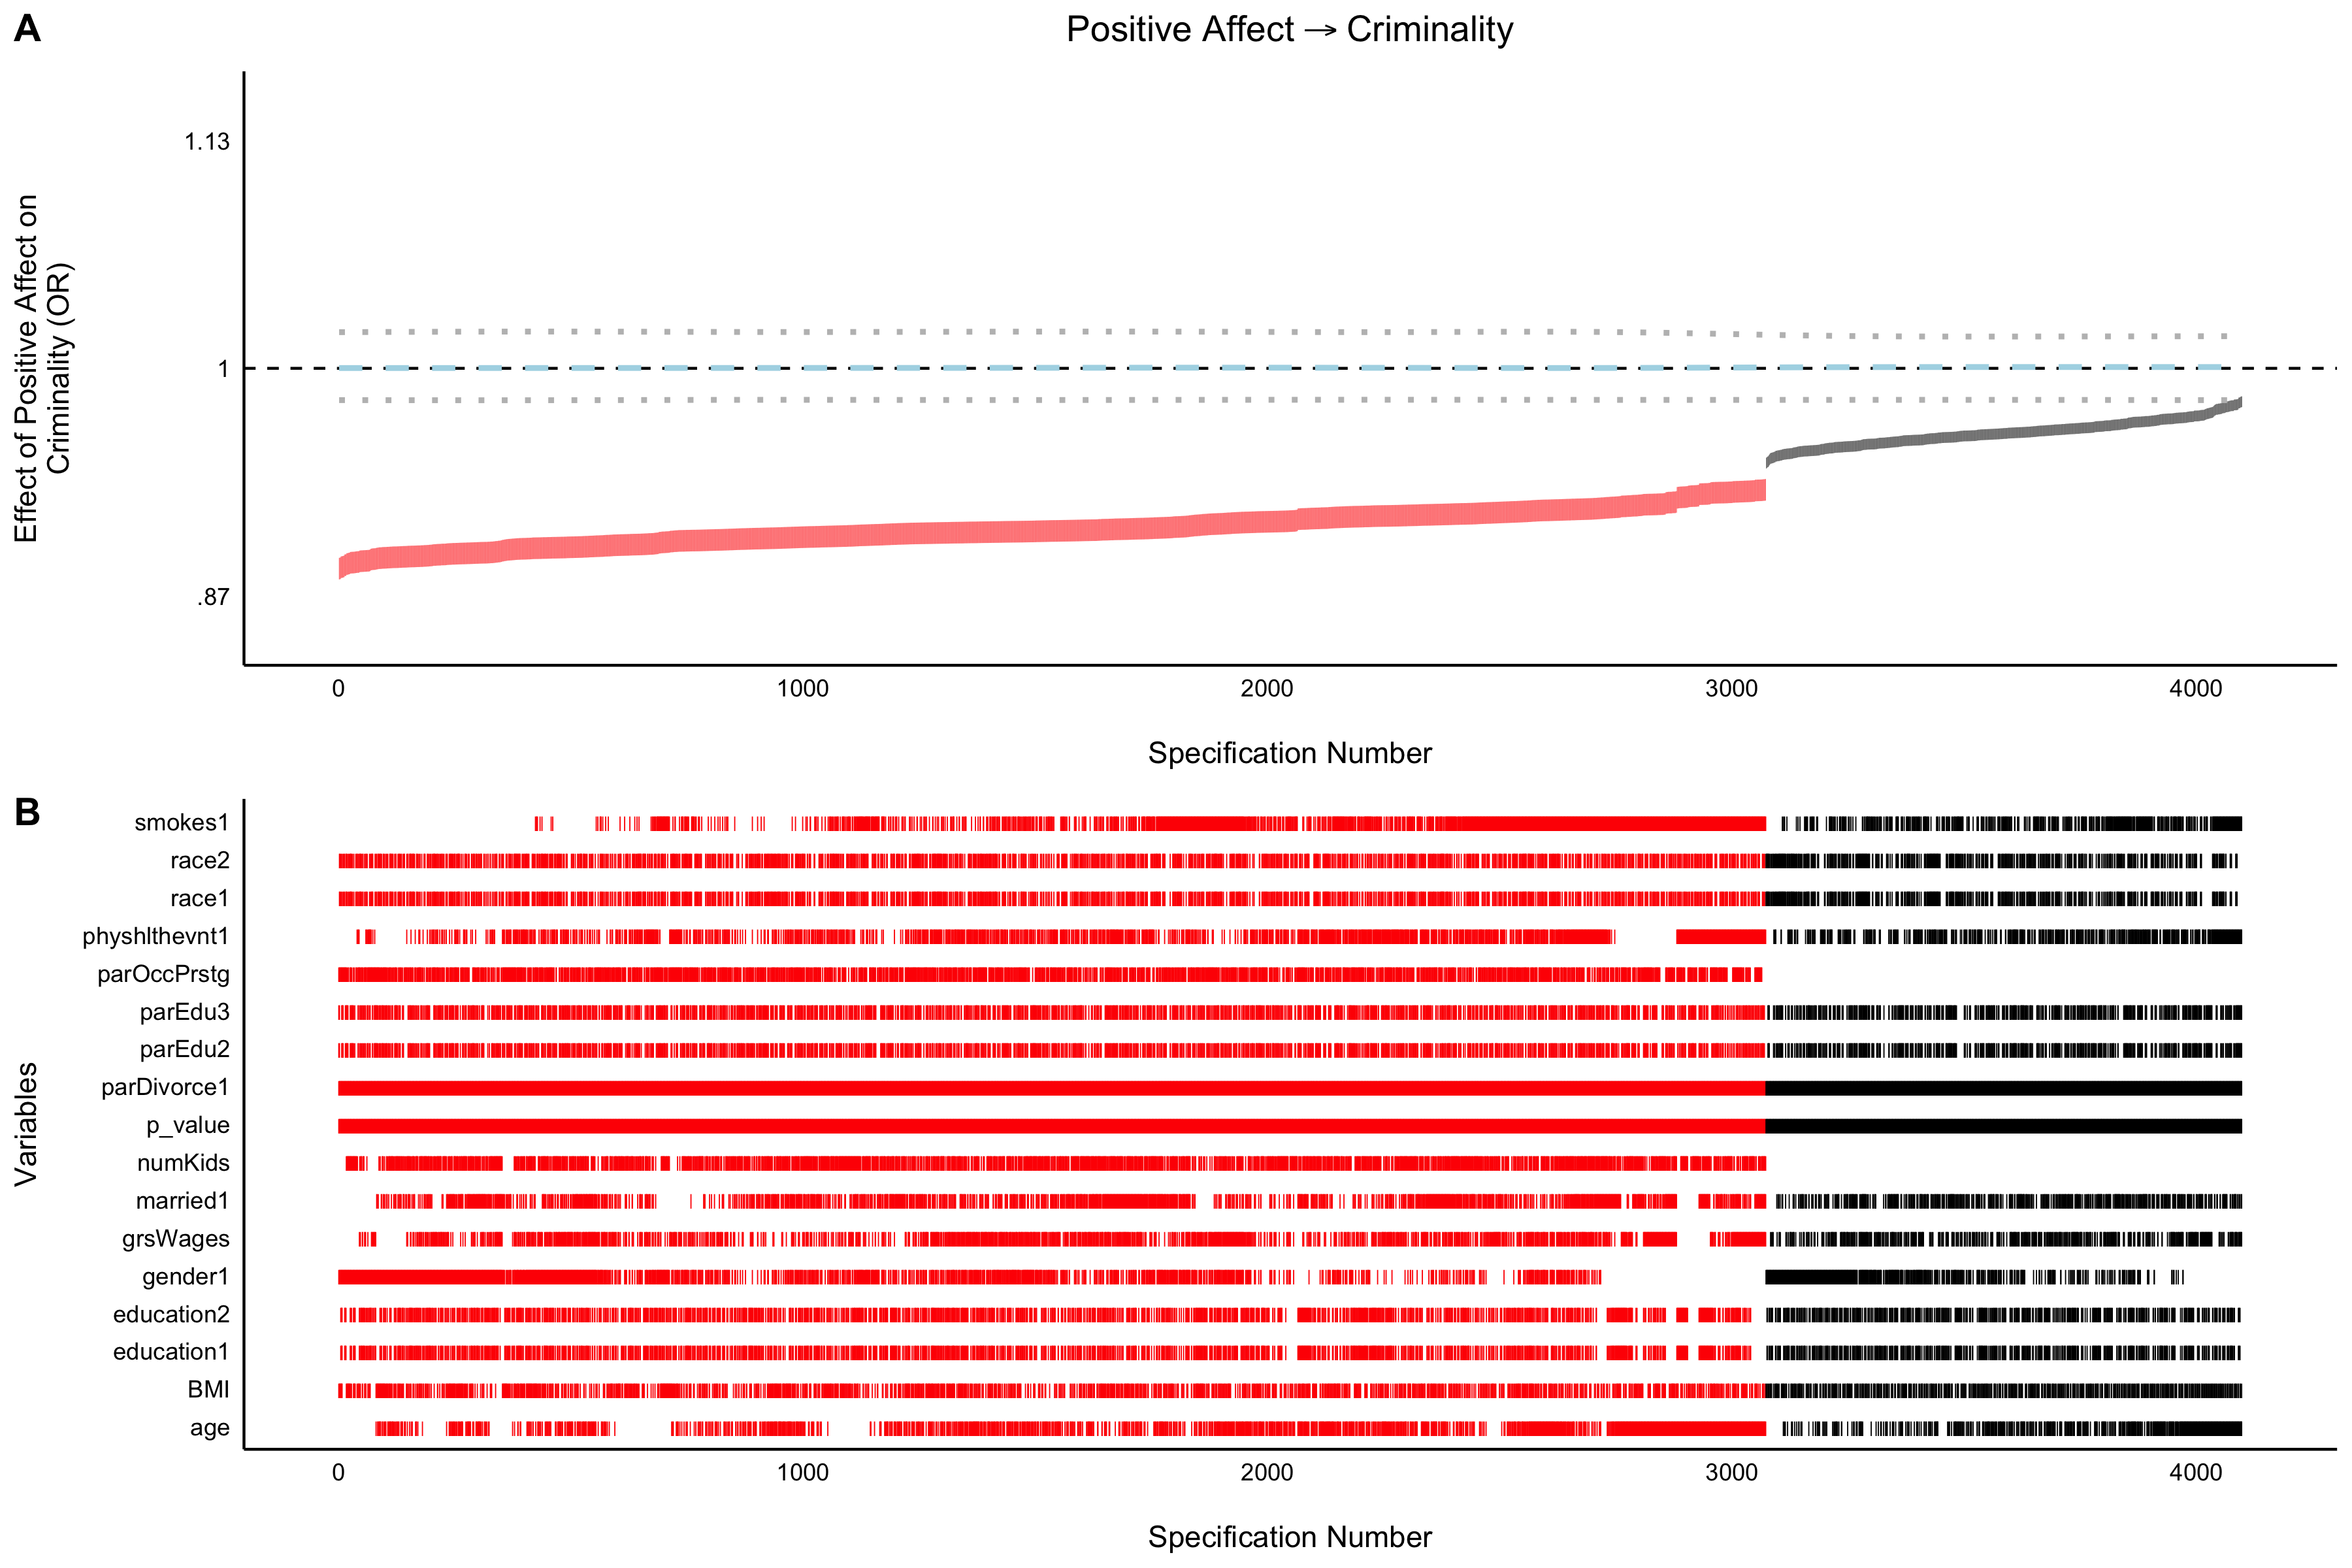 A
Positive Affect → Criminality
Effect of Positive Affect on
Criminality (OR)
1.13
1
.87
0 1000 2000 3000 4000
Specification Number
B
Variables
smokes1
race2
race1
physhlthevnt1
parOccPrstg
parEdu3
parEdu2
parDivorce1
p_value
numKids
married1
grsWages
gender1
education2
education1
BMI
age
0 1000 2000 3000 4000
Specification Number